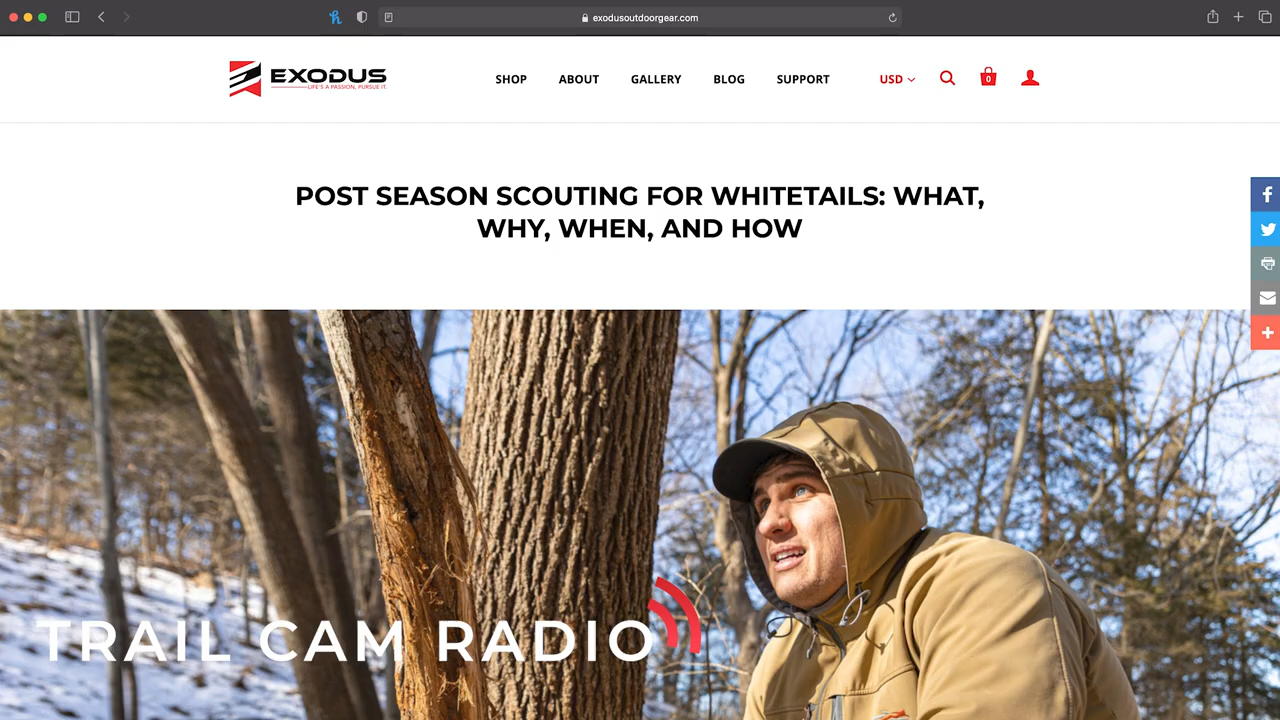 exodusoutdoorgear.com
EXODUS
LIFE'S A PASSION, PURSUE IT.
SHOP ABOUT GALLERY BLOG SUPPORT USD 0
POST SEASON SCOUTING FOR WHITETAILS: WHAT,
WHY, WHEN, AND HOW
TRAIL CAM RADIO